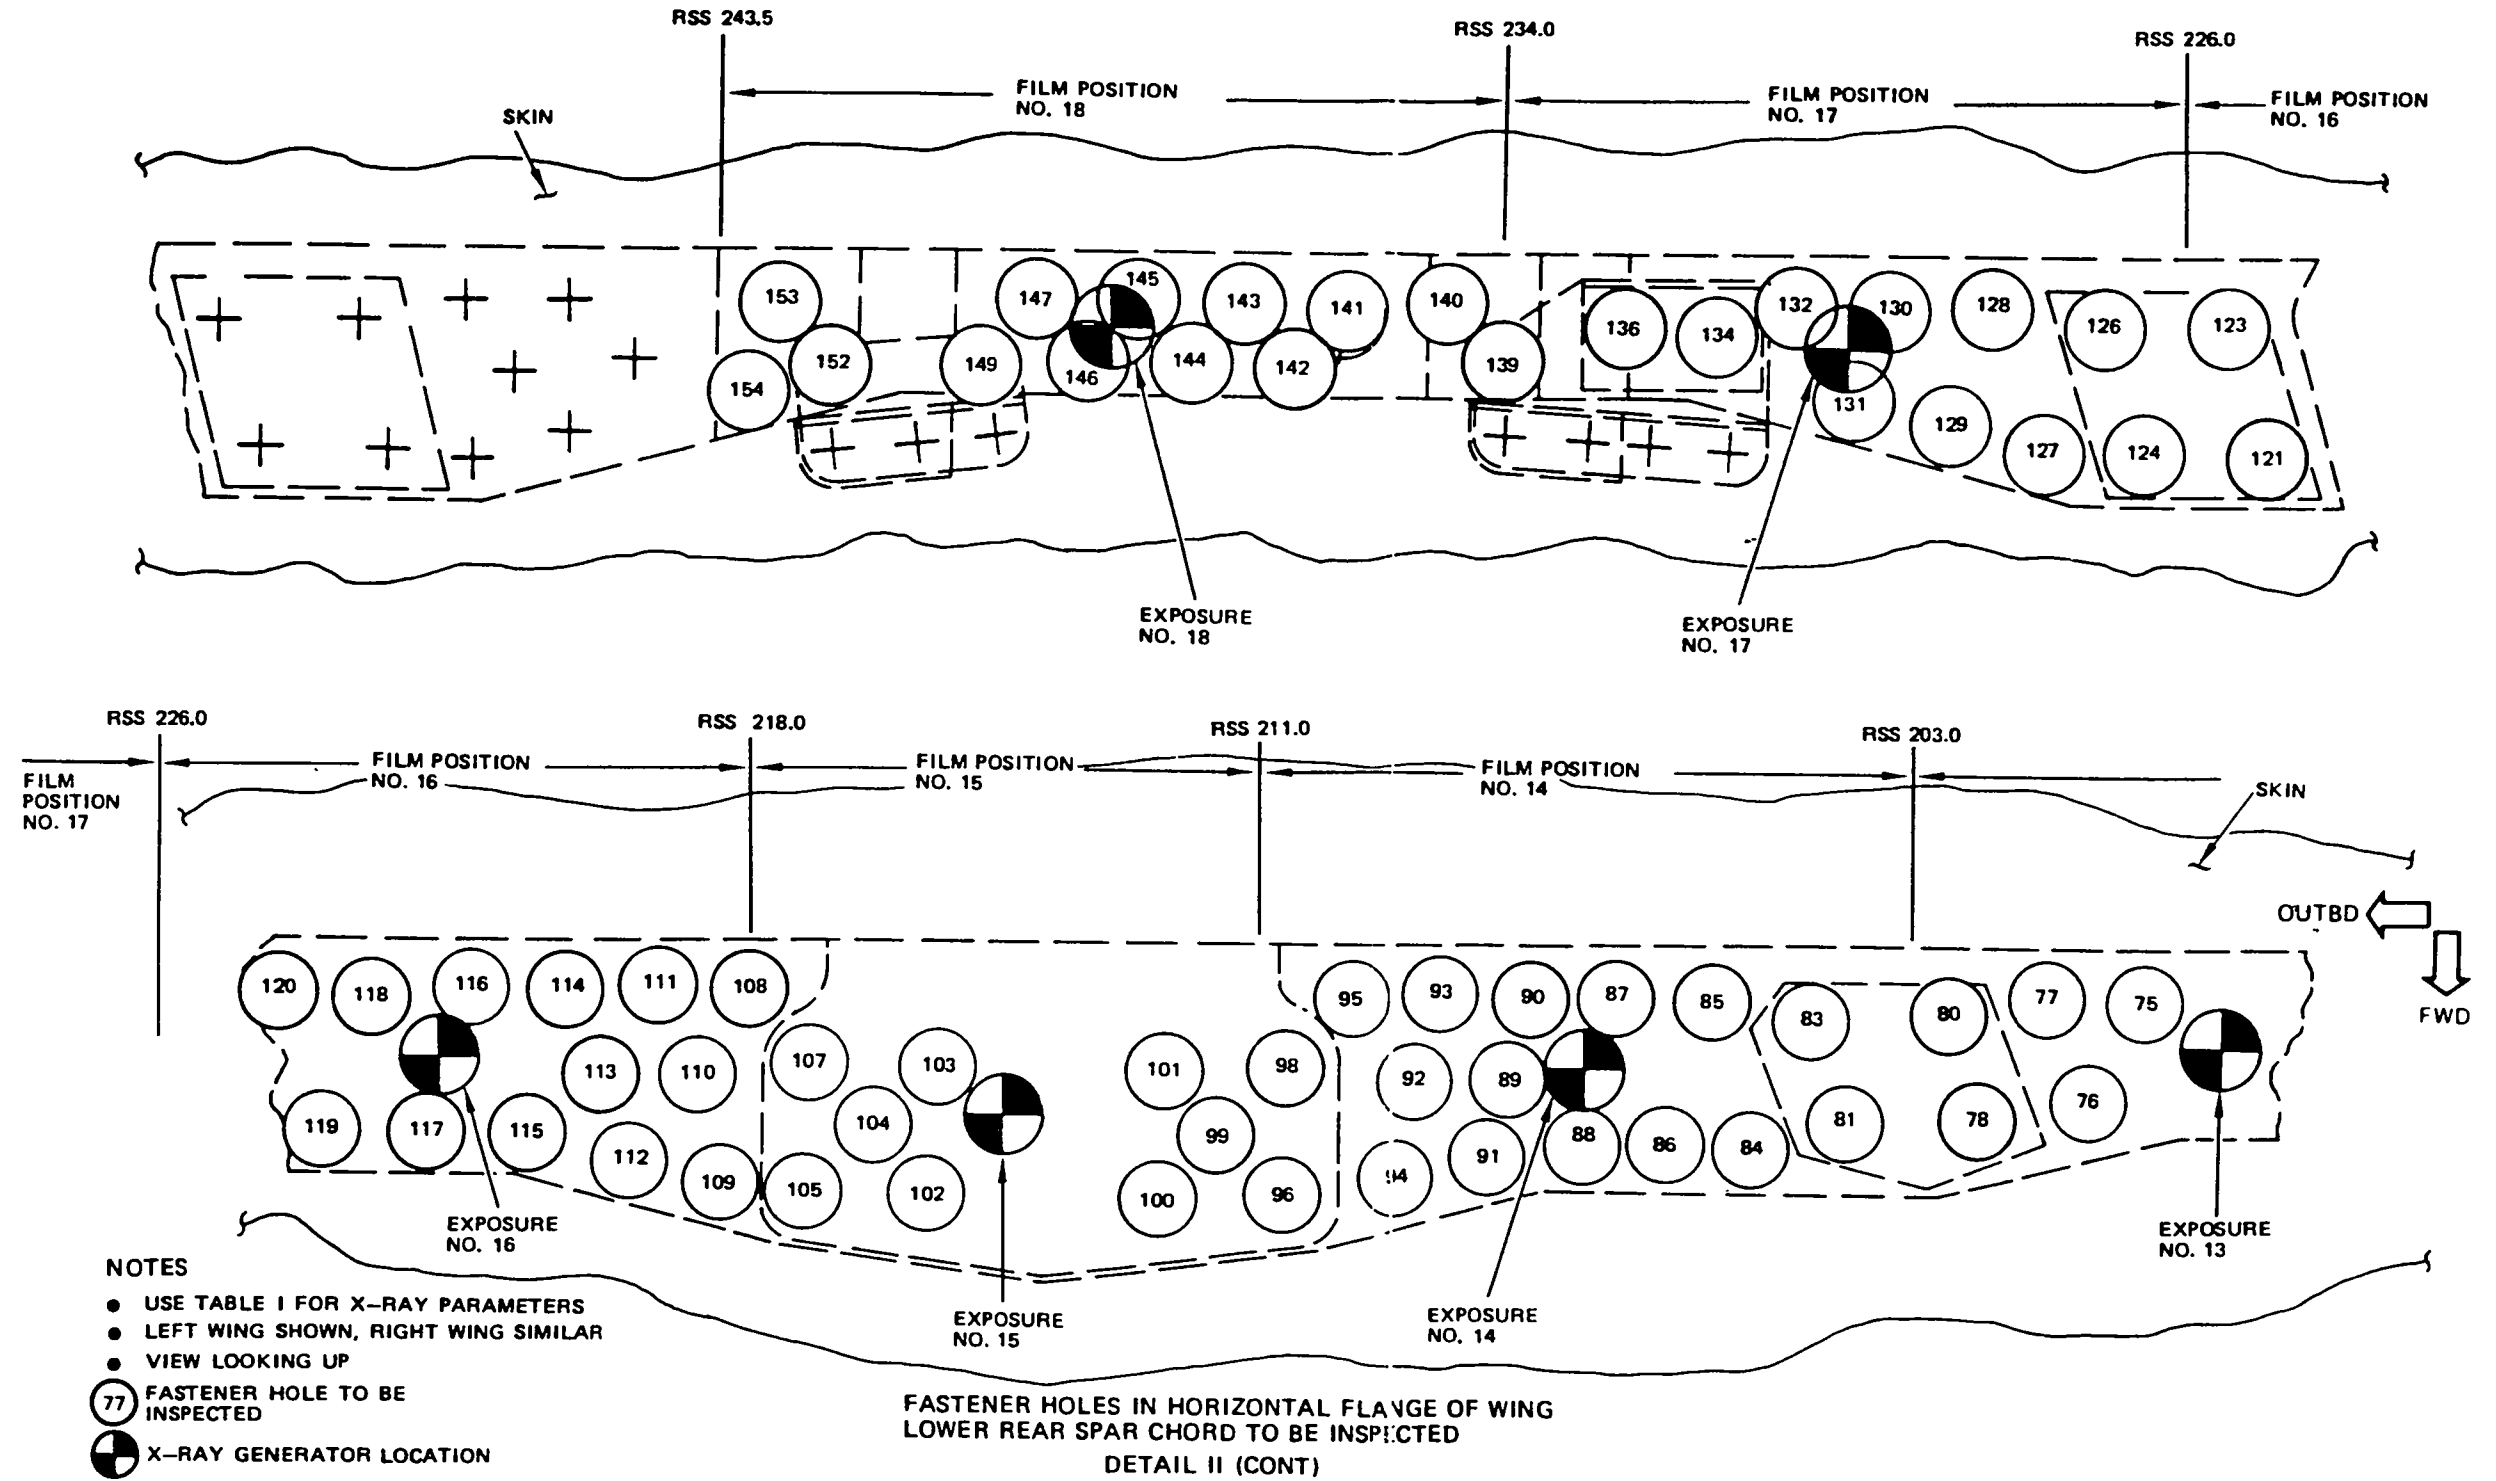 RSS 243.5
RSS 234.0
RSS 226.0
FILM POSITION
NO. 18
FILM POSITION
NO. 17
FILM POSITION
NO. 16
SKIN
153
147
145
143
141
140
136
134
132
130
128
126
123
154
152
149
146
144
142
139
131
129
127
124
121
EXPOSURE
NO. 18
EXPOSURE
NO. 17
RSS 226.0
RSS 218.0
RSS 211.0
RSS 203.0
FILM
POSITION
NO. 17
FILM POSITION
NO. 16
FILM POSITION
NO. 15
FILM POSITION
NO. 14
SKIN
OUTBD
FWD
120
118
116
114
111
108
95
93
90
87
85
83
80
77
75
113
110
107
103
101
98
92
89
119
117
115
112
109
105
104
102
99
100
96
94
91
88
86
84
81
78
76
EXPOSURE
NO. 16
EXPOSURE
NO. 15
EXPOSURE
NO. 14
EXPOSURE
NO. 13
NOTES
● USE TABLE I FOR X-RAY PARAMETERS
● LEFT WING SHOWN, RIGHT WING SIMILAR
● VIEW LOOKING UP
77 FASTENER HOLE TO BE
INSPECTED
X-RAY GENERATOR LOCATION
FASTENER HOLES IN HORIZONTAL FLANGE OF WING
LOWER REAR SPAR CHORD TO BE INSPECTED
DETAIL II (CONT)